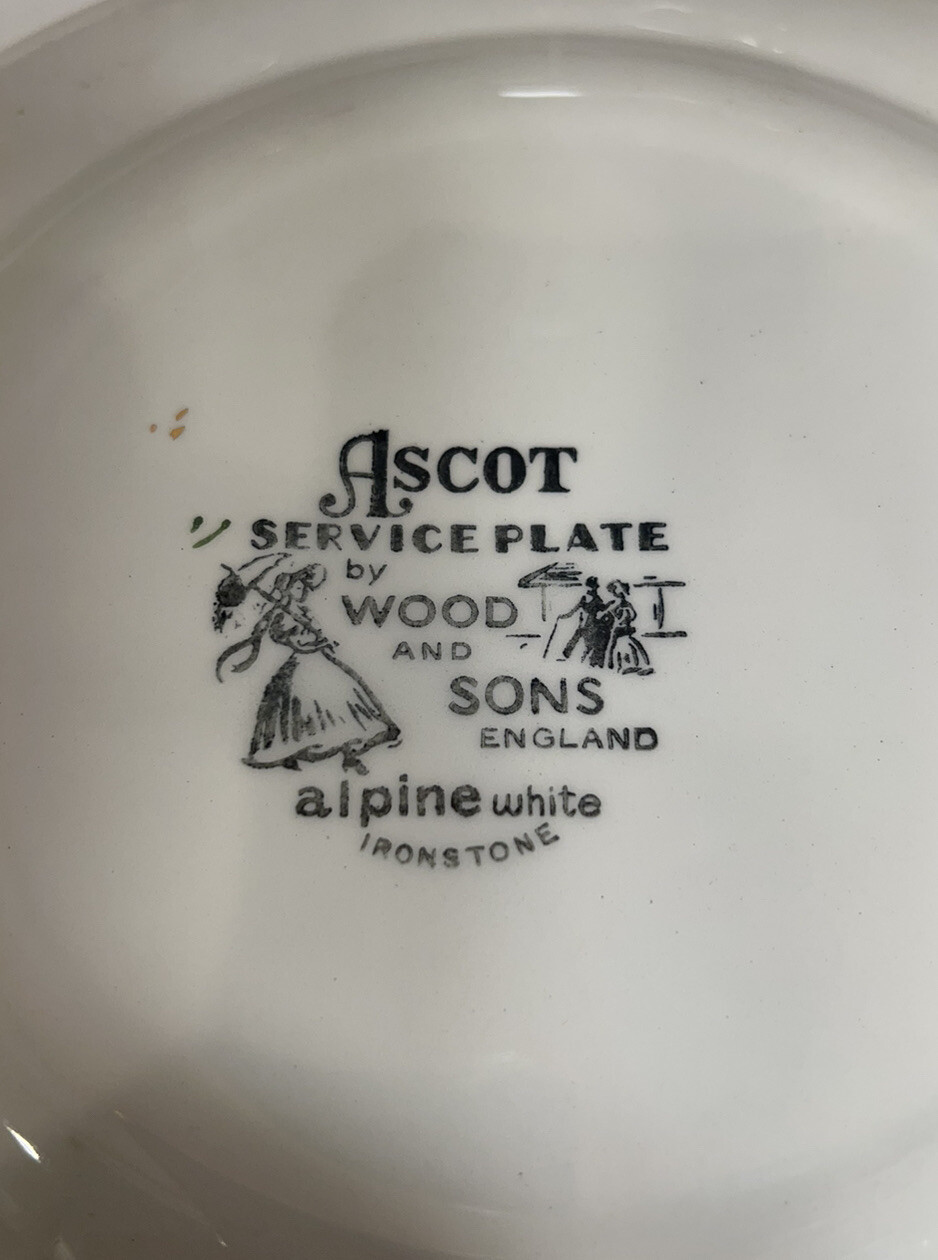 ASCOT
SERVICE PLATE
by
WOOD
AND
SONS
ENGLAND
alpine white
IRONSTONE